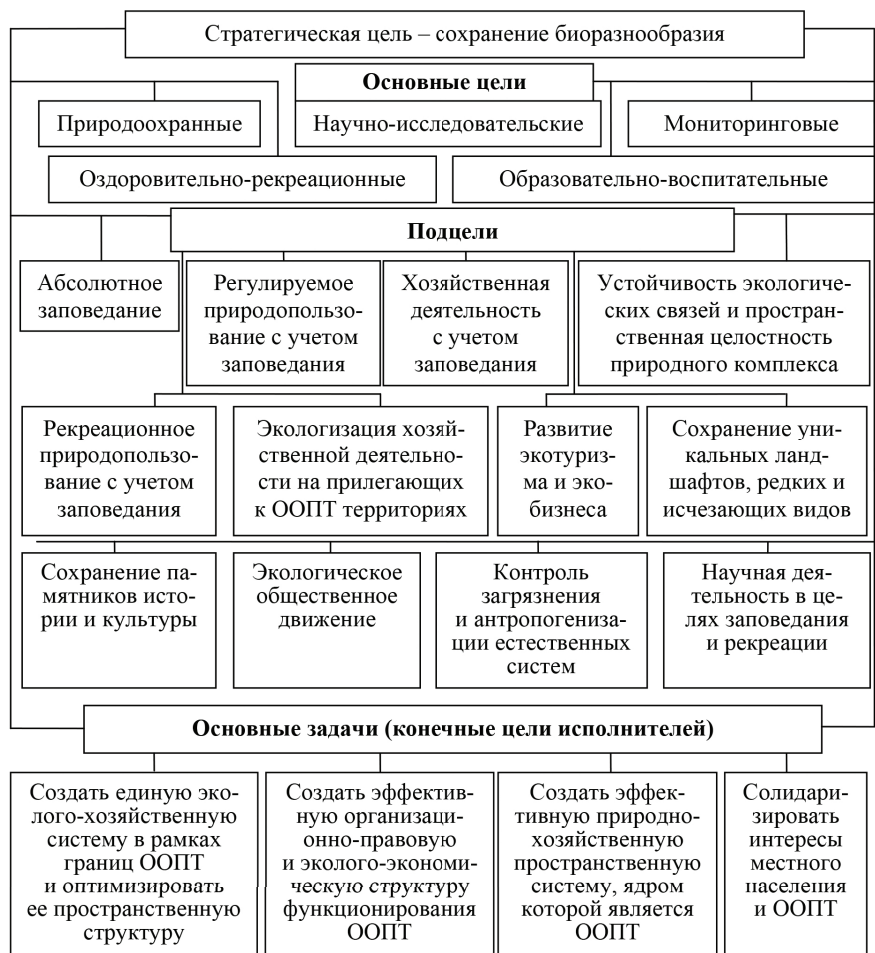 Стратегическая цель – сохранение биоразнообразия
Основные цели
Природоохранные
Научно-исследовательские
Мониторинговые
Оздоровительно-рекреационные
Образовательно-воспитательные
Подцели
Абсолютное
заповедание
Регулируемое
природопользо-
вание с учетом
заповедания
Хозяйственная
деятельность
с учетом
заповедания
Устойчивость экологиче-
ских связей и простран-
ственная целостность
природного комплекса
Рекреационное
природопользо-
вание с учетом
заповедания
Экологизация хозяй-
ственной деятельно-
сти на прилегающих
к ООПТ территориях
Развитие
экотуриз-
ма и эко-
бизнеса
Сохранение уни-
кальных ланд-
шафтов, редких и
исчезающих видов
Сохранение па-
мятников исто-
рии и культуры
Экологическое
общественное
движение
Контроль
загрязнения
и антропогени-
зации естественных
систем
Научная дея-
тельность в це-
лях заповедания
и рекреации
Основные задачи (конечные цели исполнителей)
Создать единую эко-
лого-хозяйственную
систему в рамках
границ ООПТ
и оптимизировать
ее пространственную
структуру
Создать эффектив-
ную организаци-
онно-правовую
и эколого-экономи-
ческую структуру
функционирования
ООПТ
Создать эффек-
тивную природно-
хозяйственную
пространственную
систему, ядром
которой является
ООПТ
Солидари-
зировать
интересы
местного
населения
и ООПТ